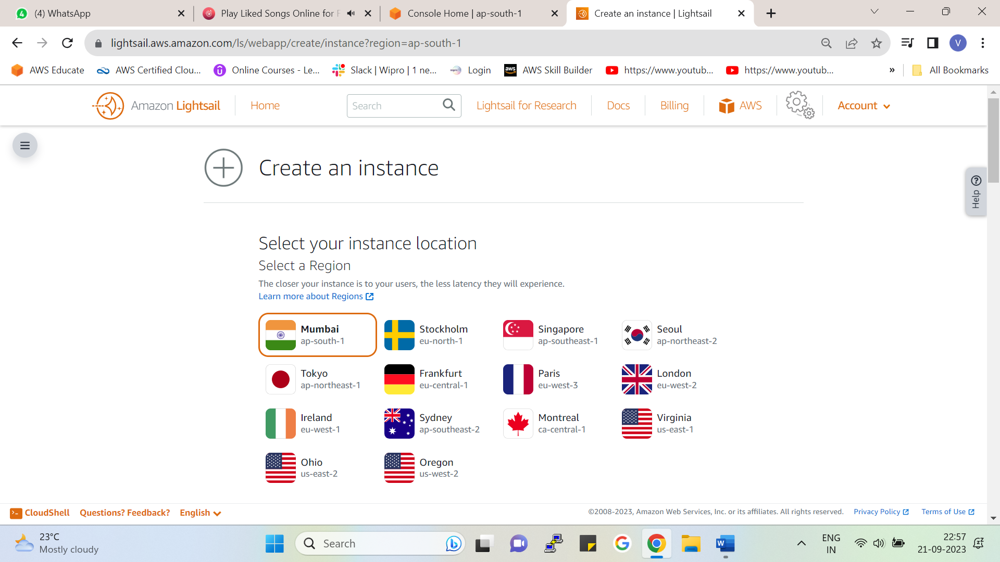 (4) WhatsApp
Play Liked Songs Online for F
Console Home | ap-south-1
Create an instance | Lightsail
lightsail.aws.amazon.com/ls/webapp/create/instance?region=ap-south-1
V
AWS Educate
AWS Certified Clou...
Online Courses - Le...
Slack | Wipro | 1 ne...
Login
AWS Skill Builder
https://www.youtub...
https://www.youtub...
»
All Bookmarks
Amazon Lightsail
Home
Search
Lightsail for Research
Docs
Billing
AWS
Account
Create an instance
Help
Select your instance location
Select a Region
The closer your instance is to your users, the less latency they will experience.
Learn more about Regions
Mumbai
ap-south-1
Stockholm
eu-north-1
Singapore
ap-southeast-1
Seoul
ap-northeast-2
Tokyo
ap-northeast-1
Frankfurt
eu-central-1
Paris
eu-west-3
London
eu-west-2
Ireland
eu-west-1
Sydney
ap-southeast-2
Montreal
ca-central-1
Virginia
us-east-1
Ohio
us-east-2
Oregon
us-west-2
CloudShell
Questions? Feedback?
English
©2008-2023, Amazon Web Services, Inc. or its affiliates. All rights reserved.
Privacy Policy
Terms of Use
23°C
Mostly cloudy
Search
ENG
IN
22:57
21-09-2023